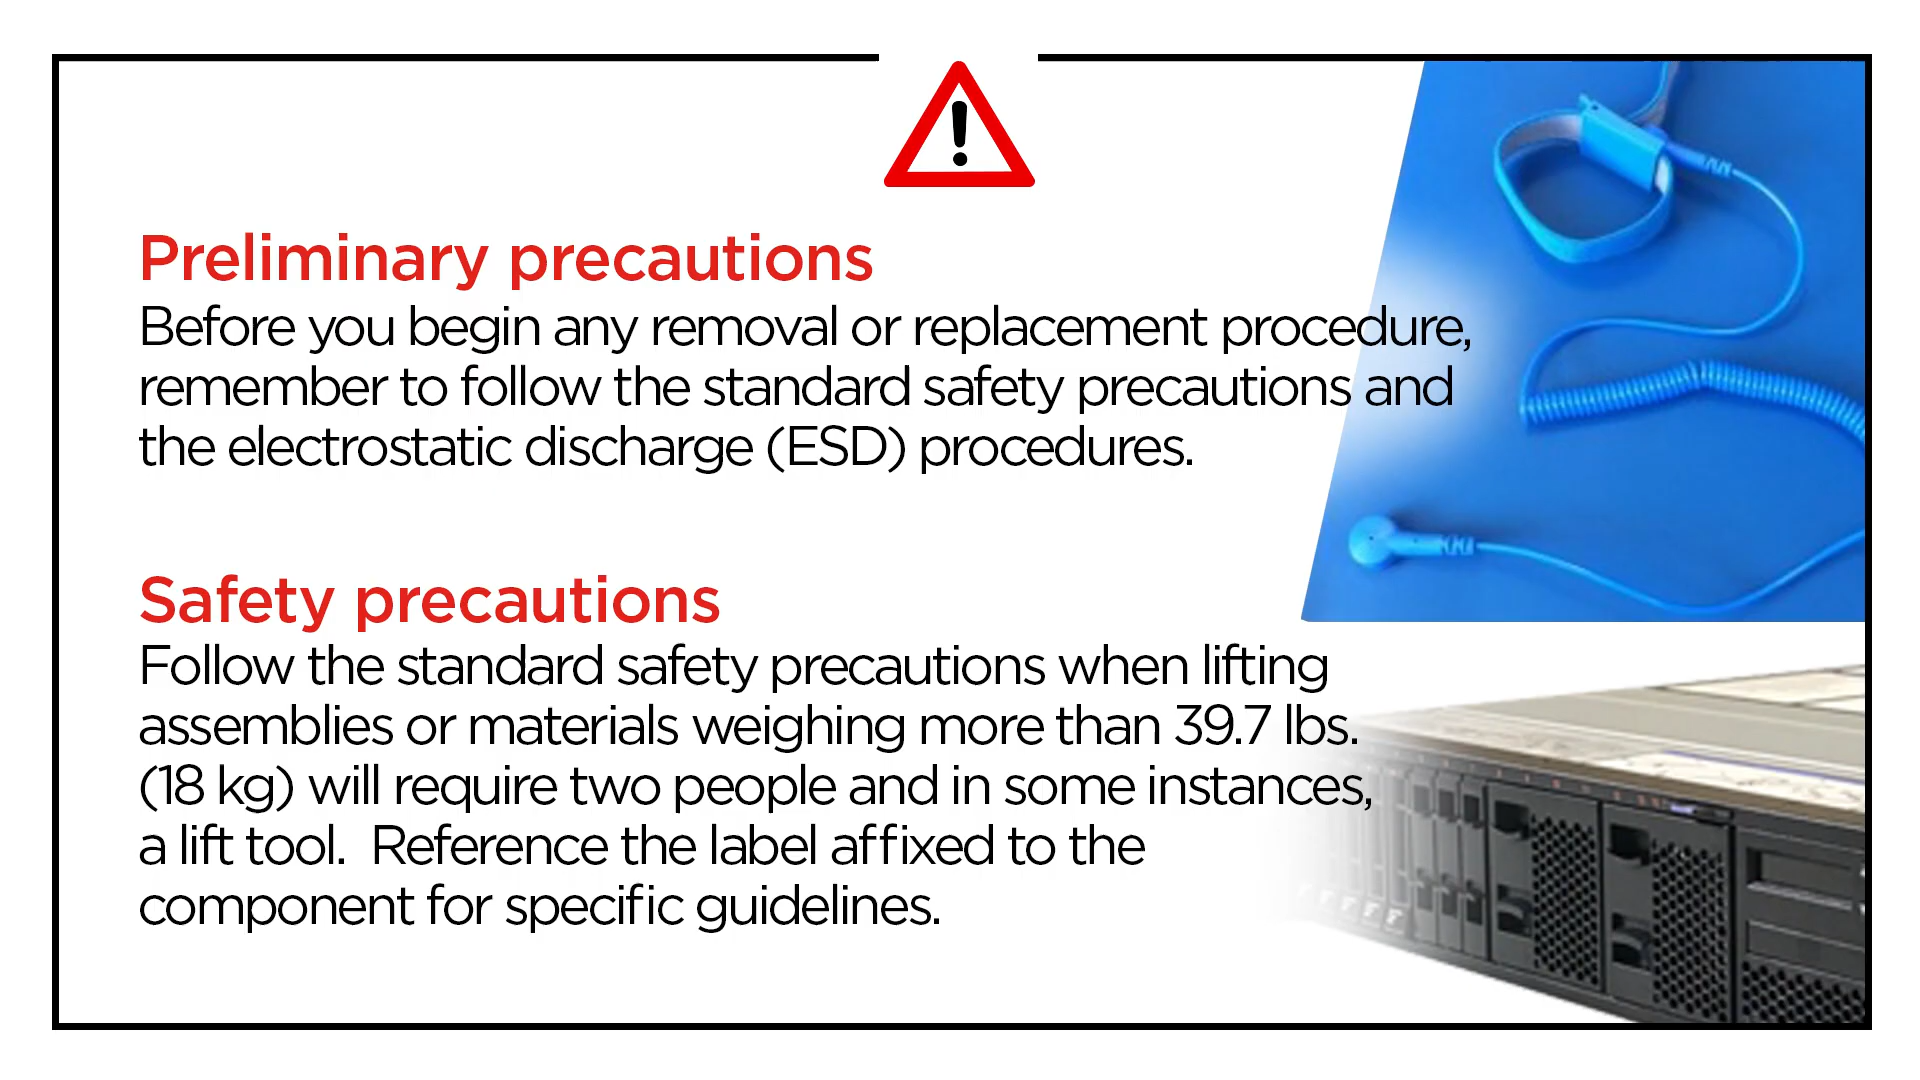 Preliminary precautions
Before you begin any removal or replacement procedure,
remember to follow the standard safety precautions and
the electrostatic discharge (ESD) procedures.
Safety precautions
Follow the standard safety precautions when lifting
assemblies or materials weighing more than 39.7 lbs.
(18 kg) will require two people and in some instances,
a lift tool.  Reference the label affixed to the
component for specific guidelines.